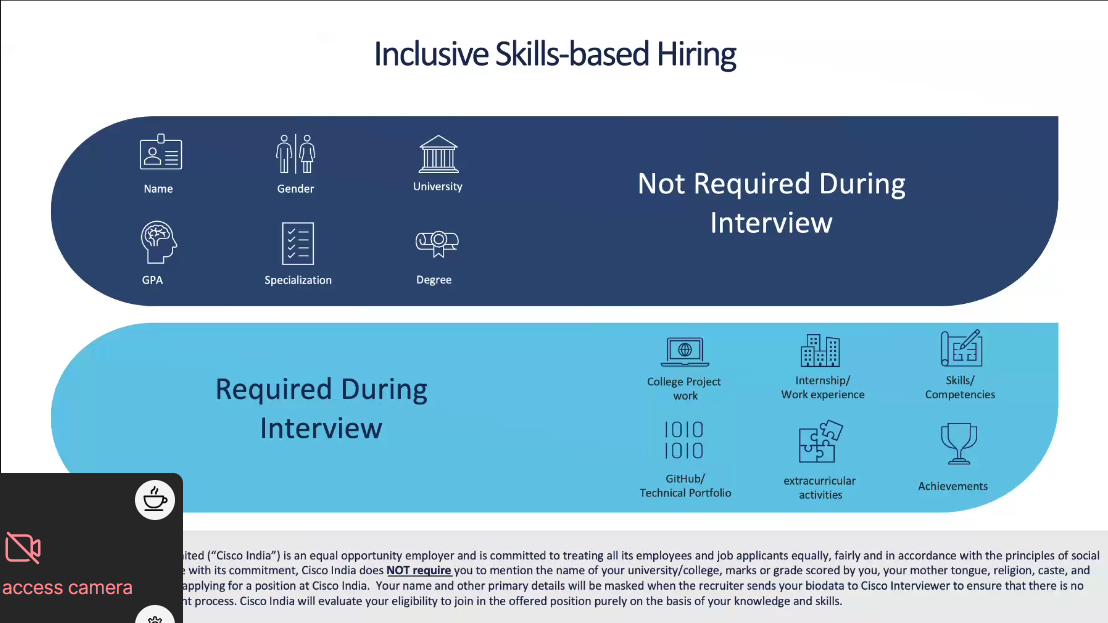 Inclusive Skills-based Hiring
Name
Gender
University
GPA
Specialization
Degree
Not Required During
Interview
Required During
Interview
College Project
work
Internship/
Work experience
Skills/
Competencies
1010
1010
GitHub/
Technical Portfolio
extracurricular
activities
Achievements
("Cisco India") is an equal opportunity employer and is committed to treating all its employees and job applicants equally, fairly and in accordance with the principles of social
with its commitment, Cisco India does NOT require you to mention the name of your university/college, marks or grade scored by you, your mother tongue, religion, caste, and
applying for a position at Cisco India. Your name and other primary details will be masked when the recruiter sends your biodata to Cisco Interviewer to ensure that there is no
process. Cisco India will evaluate your eligibility to join in the offered position purely on the basis of your knowledge and skills.
access camera